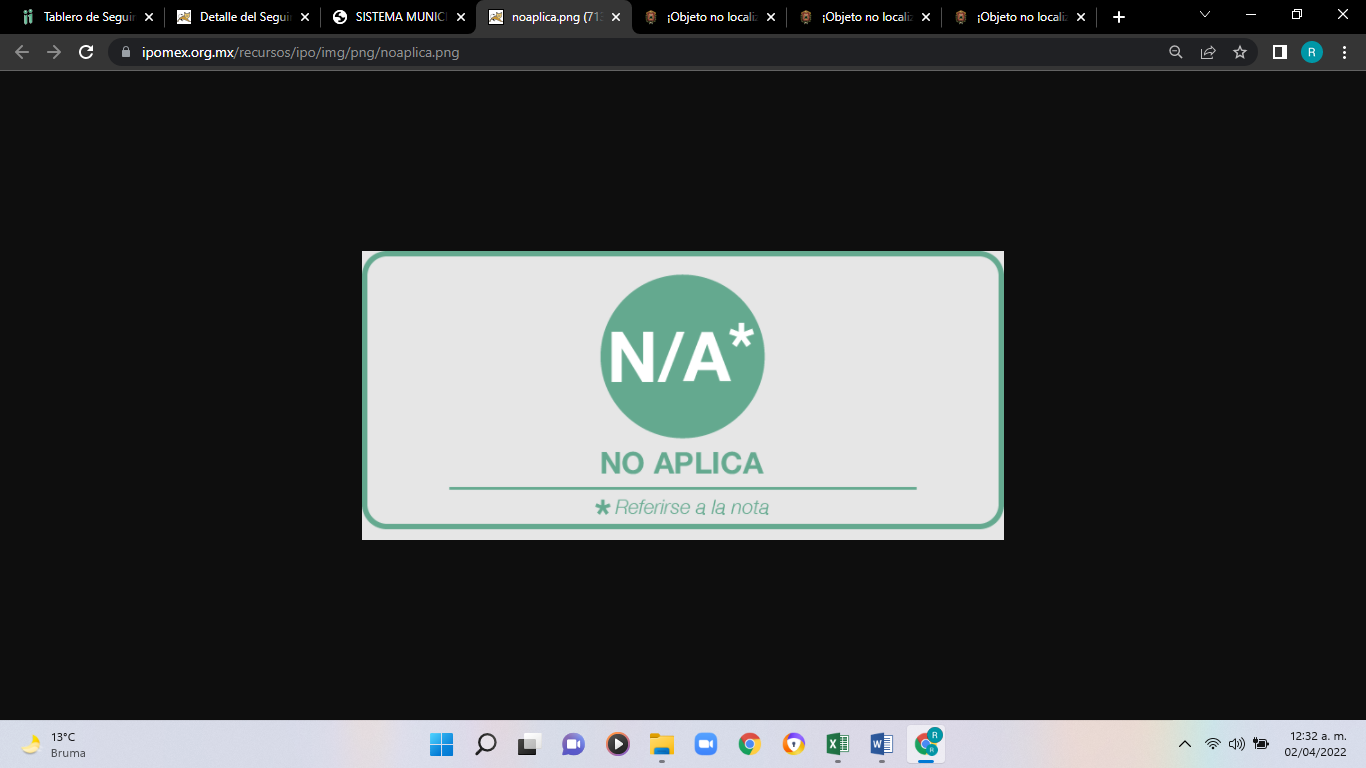 Tablero de Segui
Detalle del Segui
SISTEMA MUNIC
noaplica.png (71
¡Objeto no locali
¡Objeto no locali
¡Objeto no locali
ipomex.org.mx/recursos/ipo/img/png/noaplica.png
R
N/A*
NO APLICA
* Referirse a la nota
13°C
Bruma
R
R
12:32 a. m.
02/04/2022